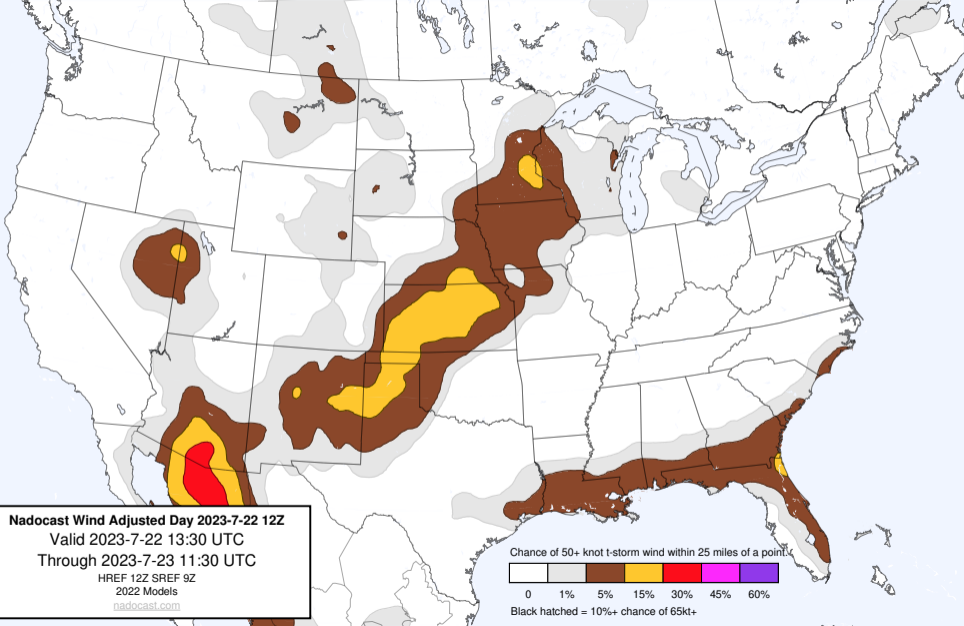 Nadocast Wind Adjusted Day 2023-7-22 12Z
Valid 2023-7-22 13:30 UTC
Through 2023-7-23 11:30 UTC
HREF 12Z SREF 9Z
2022 Models
nadocast.com
Chance of 50+ knot t-storm wind within 25 miles of a point.
0 1% 5% 15% 30% 45% 60%
Black hatched = 10%+ chance of 65kt+